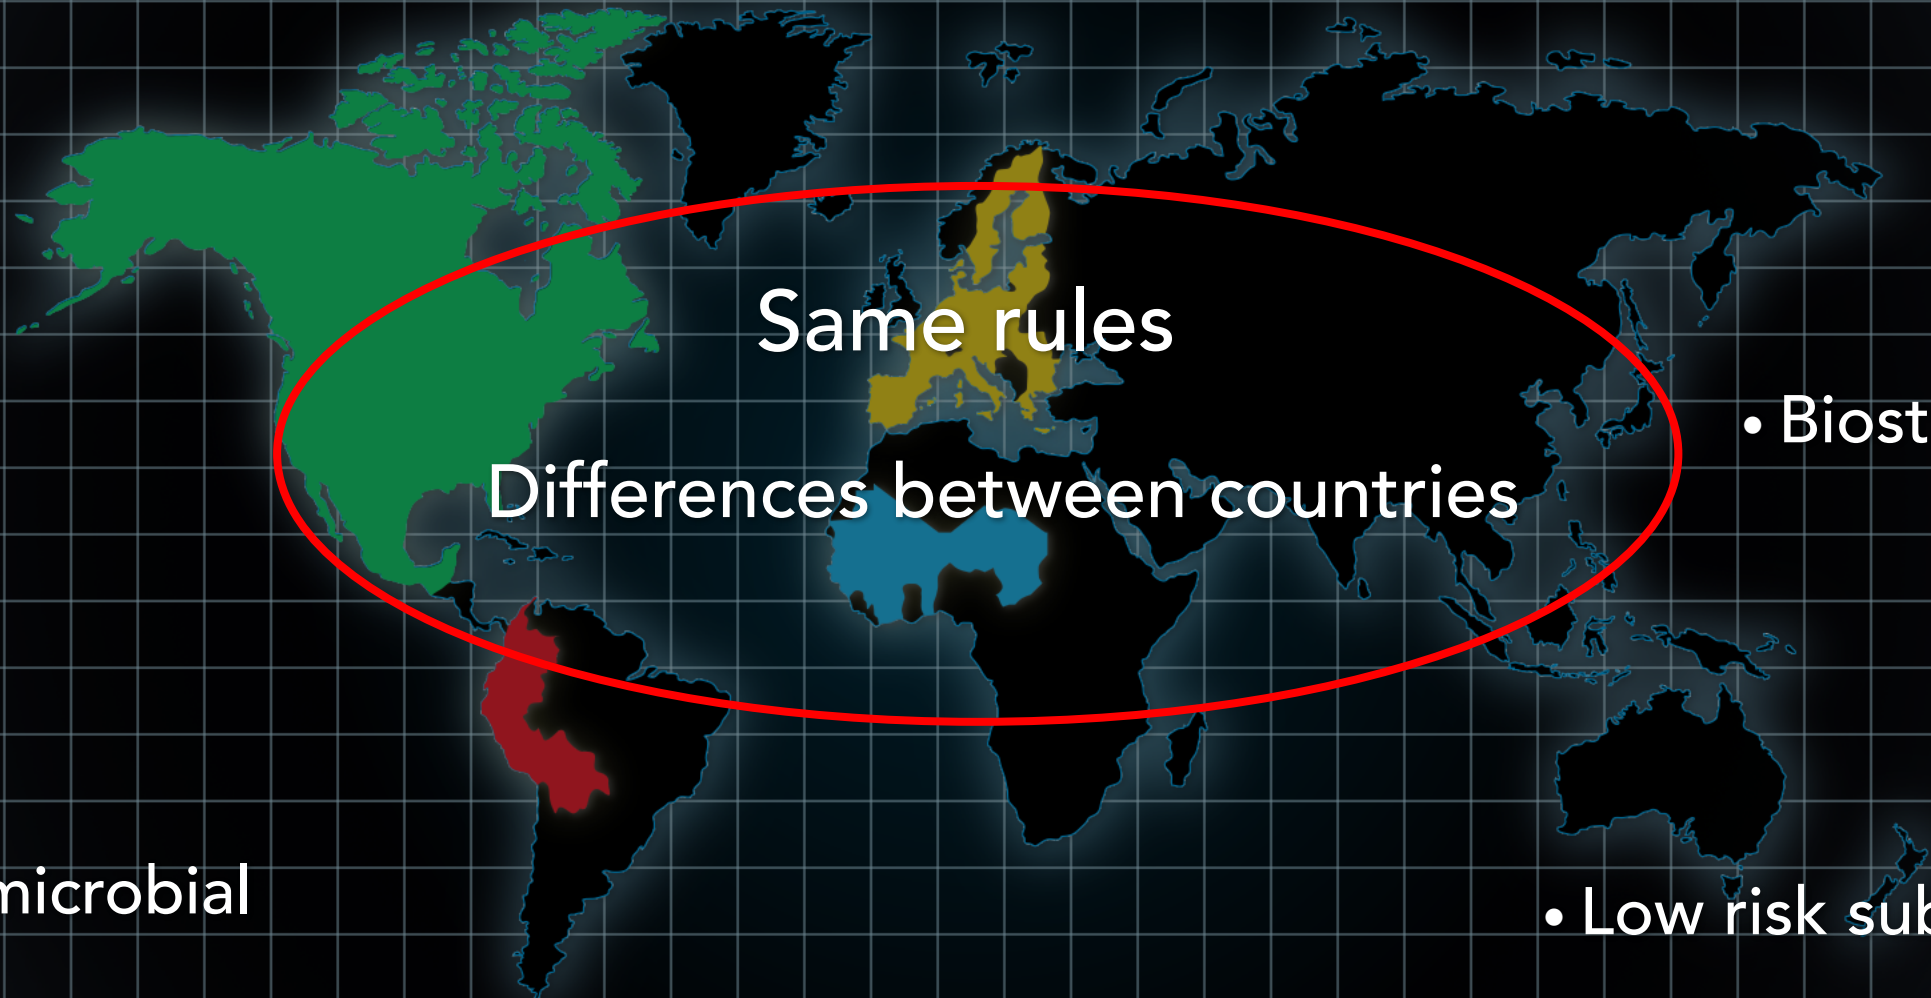 Same rules
• Biost
Differences between countries
microbial
• Low risk sub